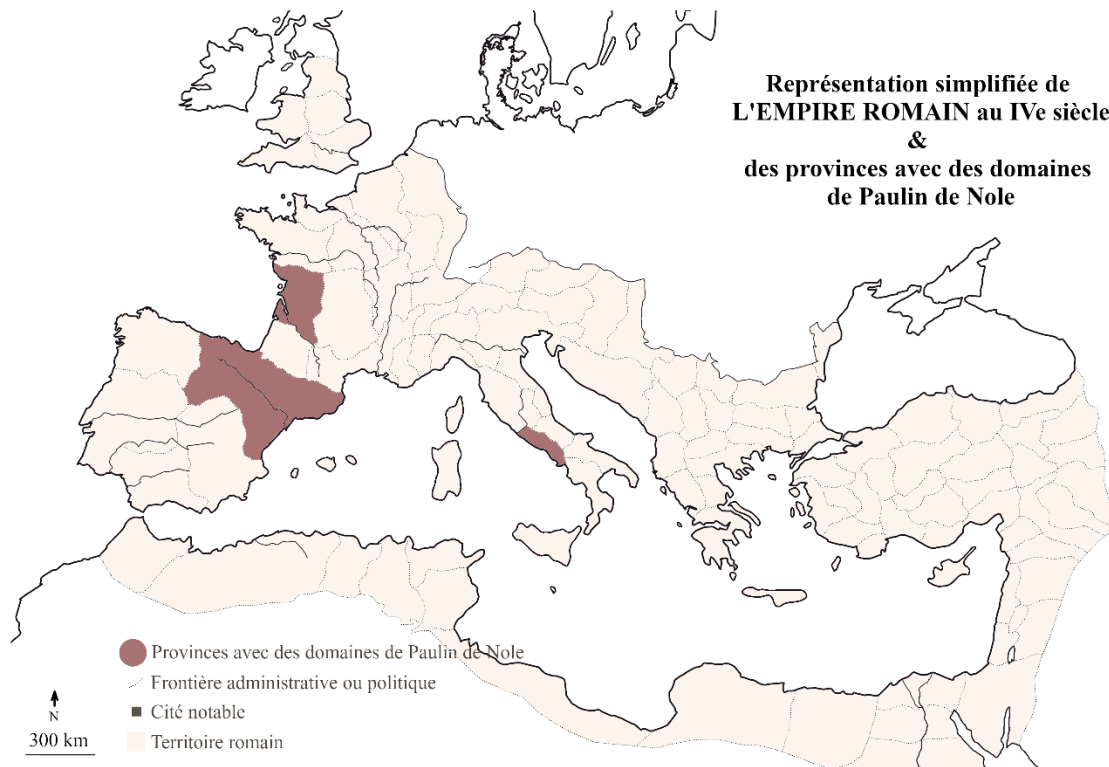 Représentation simplifiée de
L'EMPIRE ROMAIN au IVe siècle
&
des provinces avec des domaines
de Paulin de Nole
Provinces avec des domaines de Paulin de Nole
Frontière administrative ou politique
Cité notable
Territoire romain
N
300 km